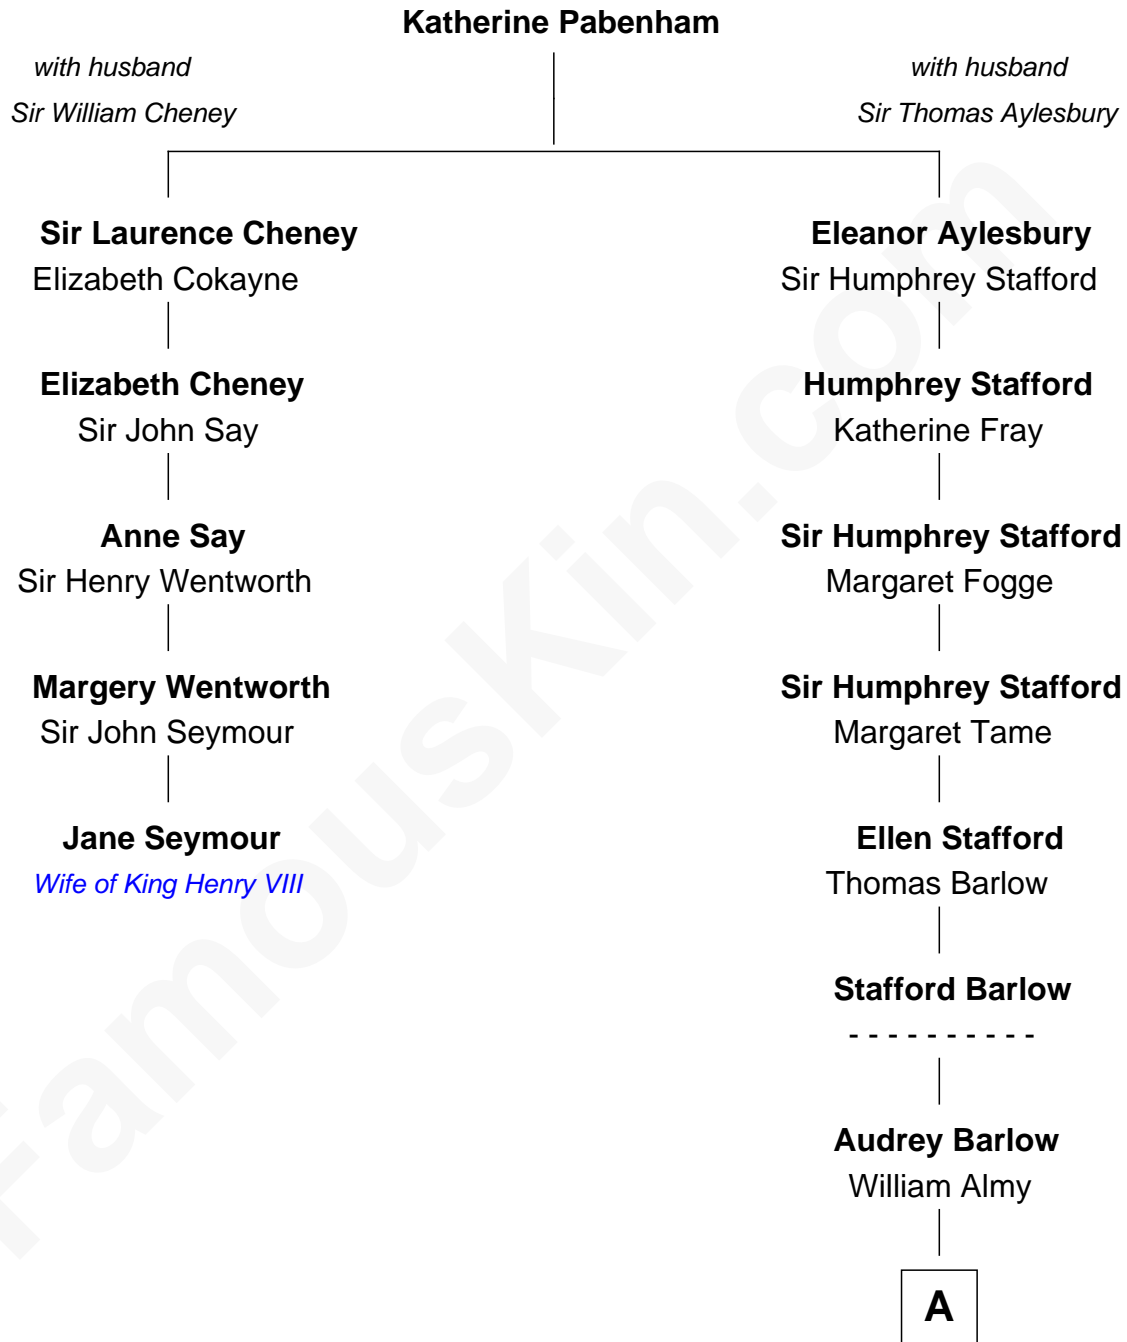 Katherine Pabenham
with husband
Sir William Cheney
with husband
Sir Thomas Aylesbury
Sir Laurence Cheney
Elizabeth Cokayne
Elizabeth Cheney
Sir John Say
Anne Say
Sir Henry Wentworth
Margery Wentworth
Sir John Seymour
Jane Seymour
Wife of King Henry VIII
Eleanor Aylesbury
Sir Humphrey Stafford
Humphrey Stafford
Katherine Fray
Sir Humphrey Stafford
Margaret Fogge
Sir Humphrey Stafford
Margaret Tame
Ellen Stafford
Thomas Barlow
Stafford Barlow
- - - - - - - - - -
Audrey Barlow
William Almy
A
FamousKin.com